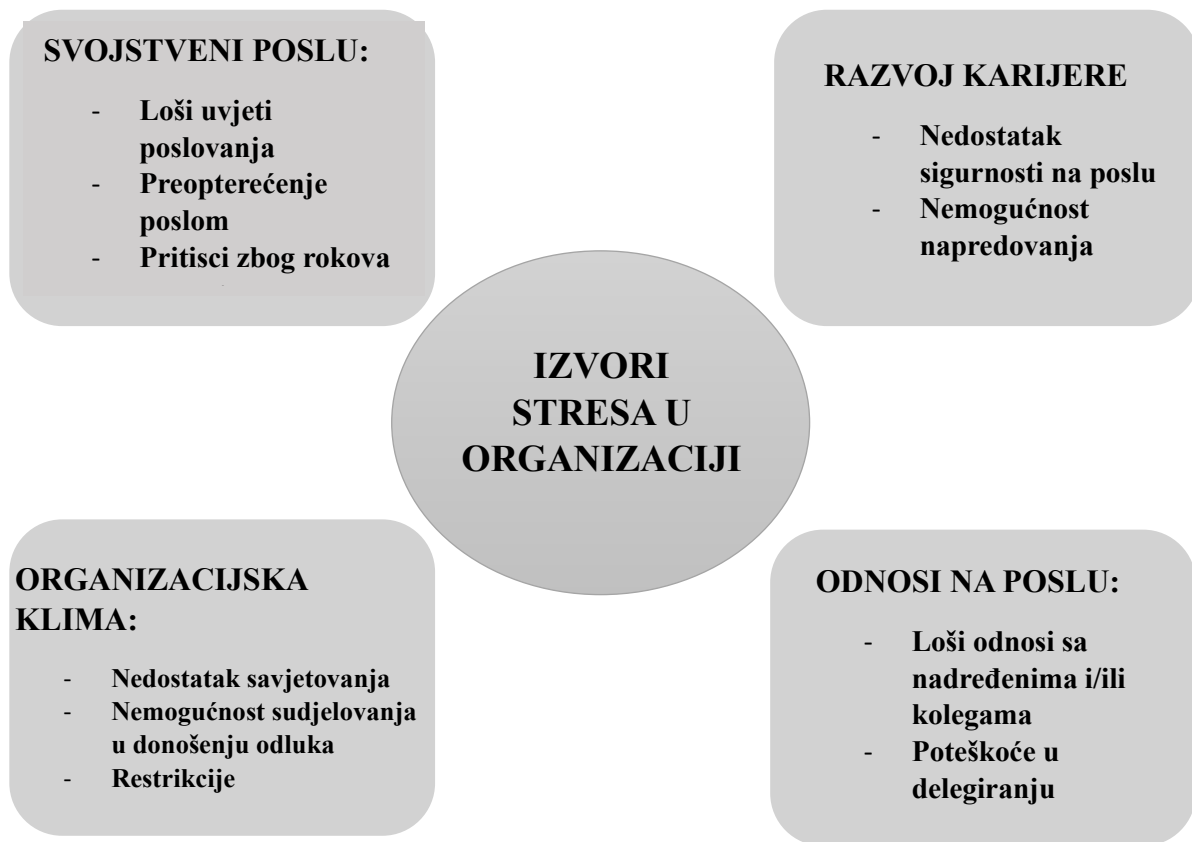 SVOJSTVENI POSLU:
- Loši uvjeti
poslovanja
- Preopterećenje
poslom
- Pritisci zbog rokova
RAZVOJ KARIJERE
- Nedostatak
sigurnosti na poslu
- Nemogućnost
napredovanja
IZVORI
STRESA U
ORGANIZACIJI
ORGANIZACIJSKA
KLIMA:
- Nedostatak savjetovanja
- Nemogućnost sudjelovanja
u donošenju odluka
- Restrikcije
ODNOSI NA POSLU:
- Loši odnosi sa
nadređenima i/ili
kolegama
- Poteškoće u
delegiranju